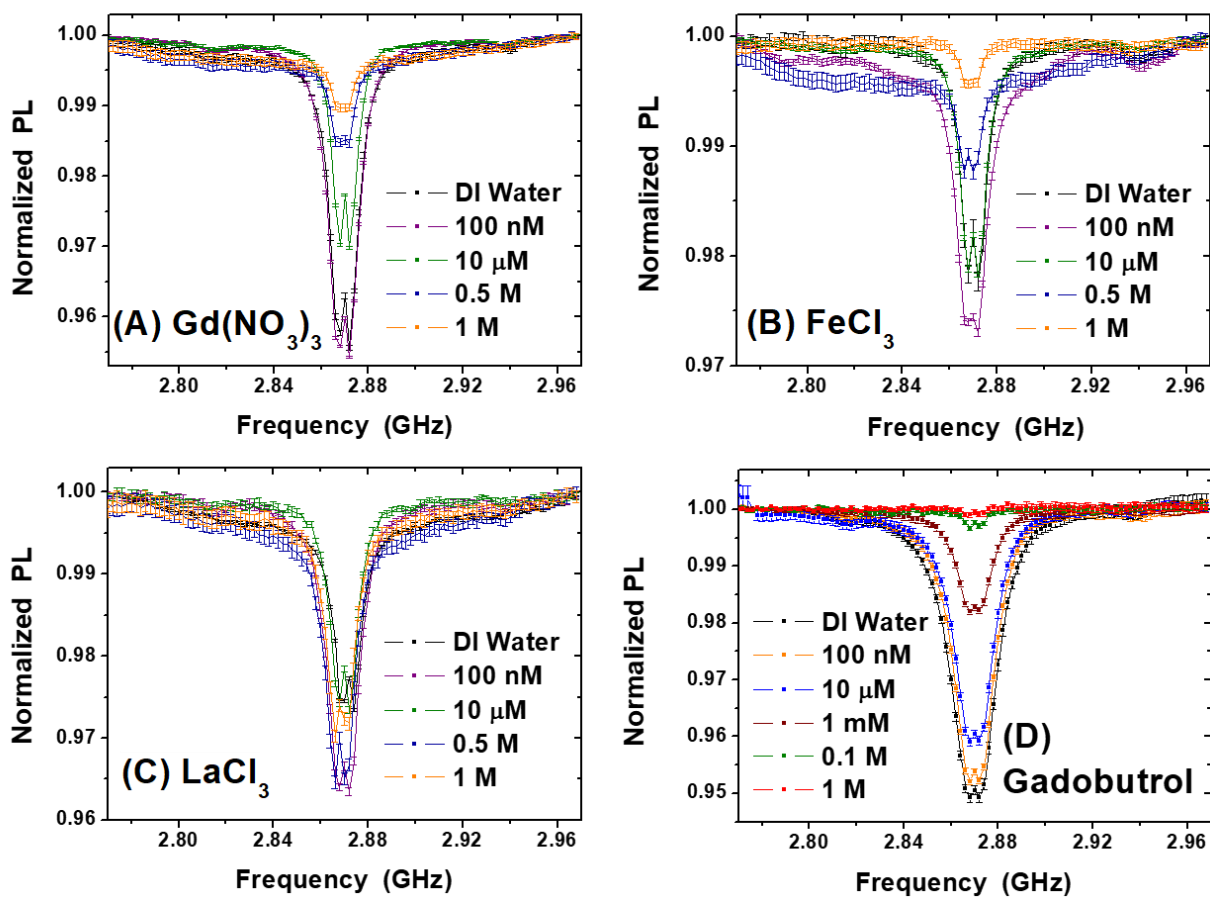 1.00
0.99
0.98
0.97
0.96
Normalized PL
DI Water
100 nM
10 μM
0.5 M
1 M
(A) Gd(NO3)3
2.80
2.84
2.88
2.92
2.96
Frequency (GHz)
1.00
0.99
0.98
0.97
Normalized PL
DI Water
100 nM
10 μM
0.5 M
1 M
(B) FeCl3
2.80
2.84
2.88
2.92
2.96
Frequency (GHz)
1.00
0.99
0.98
0.97
0.96
Normalized PL
DI Water
100 nM
10 μM
0.5 M
1 M
(C) LaCl3
2.80
2.84
2.88
2.92
2.96
Frequency (GHz)
1.00
0.99
0.98
0.97
0.96
0.95
Normalized PL
DI Water
100 nM
10 μM
1 mM
0.1 M
1 M
(D)
Gadobutrol
2.80
2.84
2.88
2.92
2.96
Frequency (GHz)